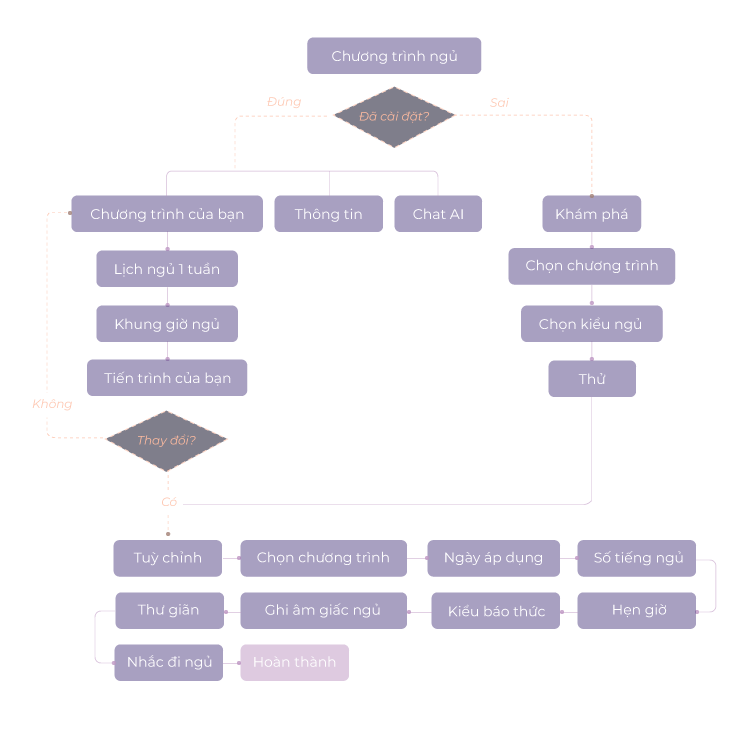 Chương trình ngủ
Đúng
Sai
Đã cài đặt?
Chương trình của bạn
Thông tin
Chat AI
Khám phá
Lịch ngủ 1 tuần
Chọn chương trình
Khung giờ ngủ
Chọn kiểu ngủ
Tiến trình của bạn
Thử
Không
Thay đổi?
Có
Tuỳ chỉnh
Chọn chương trình
Ngày áp dụng
Số tiếng ngủ
Thư giãn
Ghi âm giấc ngủ
Kiểu báo thức
Hẹn giờ
Nhắc đi ngủ
Hoàn thành